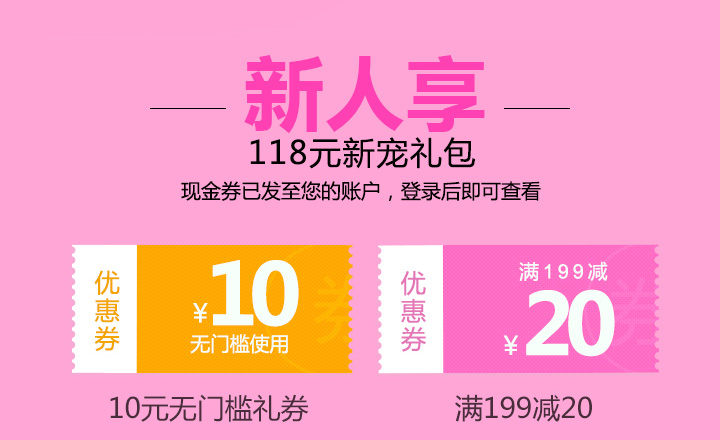 新人享
118元新宠礼包
现金券已发至您的账户，登录后即可查看
优惠券
¥10
无门槛使用
券
优惠券
满199减
¥20
券
10元无门槛礼券
满199减20